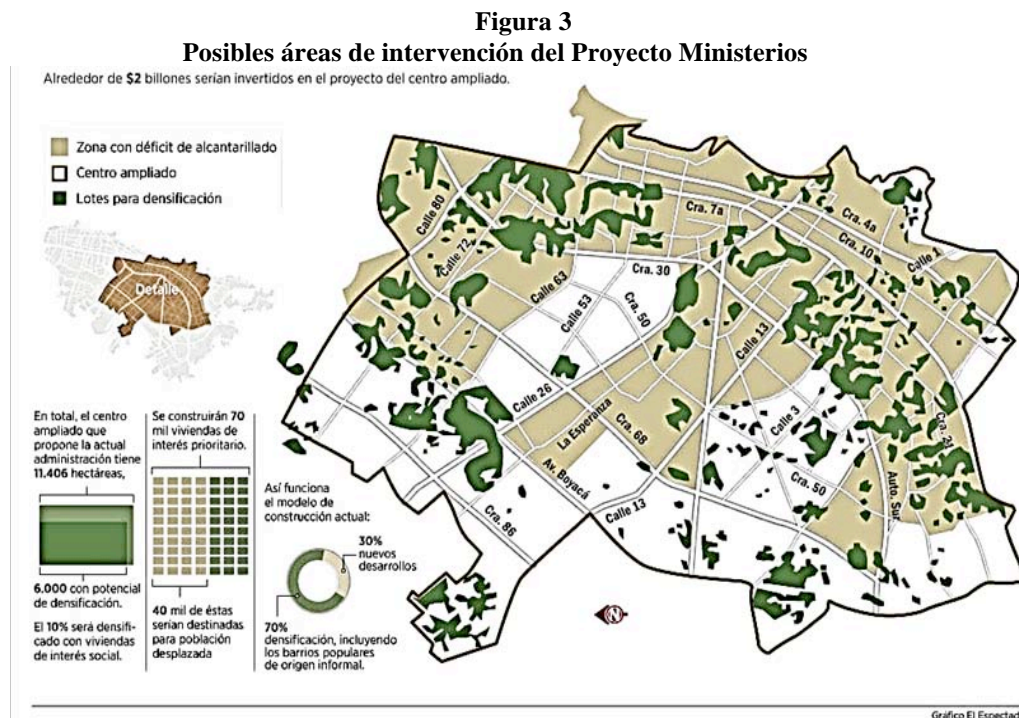 Figura 3
Posibles áreas de intervención del Proyecto Ministerios
Alrededor de $2 billones serían invertidos en el proyecto del centro ampliado.
Zona con déficit de alcantarillado
Centro ampliado
Lotes para densificación
Detalle
Calle 80
Calle 72
Calle 63
Calle 53
Cra. 30
Cra. 50
Cra. 7a
Cra. 4a
Cra. 10
Calle 1
Calle 13
Calle 26
La Esperanza
Cra. 68
Calle 3
Av. Boyacá
Calle 13
Cra. 86
Cra. 50
Auto. Sur
N
En total, el centro
ampliado que
propone la actual
administración tiene
11.406 hectáreas,
6.000 con potencial
de densificación.
El 10% será densifi-
cado con viviendas
de interés social.
Se construirán 70
mil viviendas de
interés prioritario.
40 mil de éstas
serían destinadas
para población
desplazada
Así funciona
el modelo de
construcción actual:
30%
nuevos
desarrollos
70%
densificación, incluyendo
los barrios populares
de origen informal.
Gráfico El Espectad